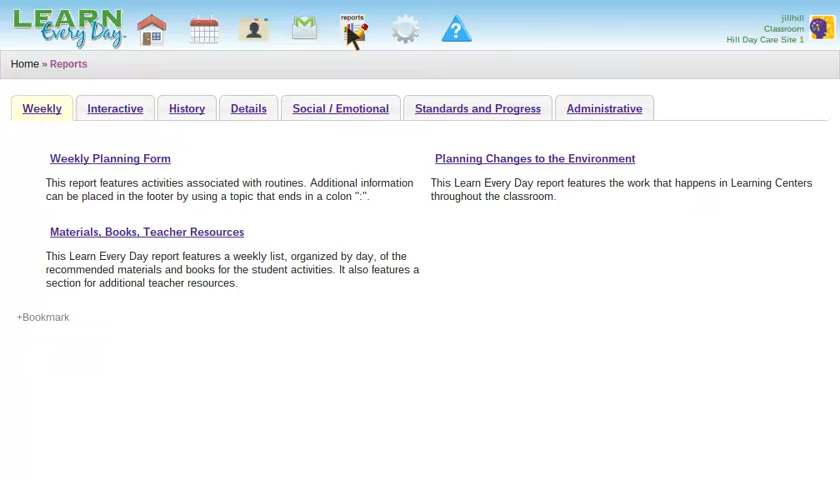 LEARN
Every Day
reports
jillhill
Classroom
Hill Day Care Site 1
Home » Reports
Weekly
Interactive
History
Details
Social / Emotional
Standards and Progress
Administrative
Weekly Planning Form
This report features activities associated with routines. Additional information
can be placed in the footer by using a topic that ends in a colon ":".
Planning Changes to the Environment
This Learn Every Day report features the work that happens in Learning Centers
throughout the classroom.
Materials, Books, Teacher Resources
This Learn Every Day report features a weekly list, organized by day, of the
recommended materials and books for the student activities. It also features a
section for additional teacher resources.
+Bookmark